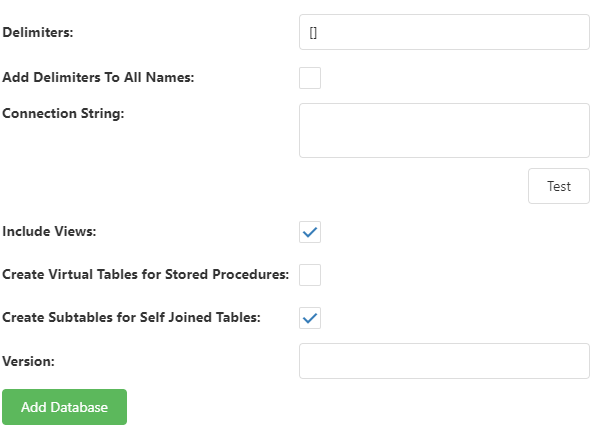 Delimiters: []
Add Delimiters To All Names:
Connection String:
Test
Include Views:
Create Virtual Tables for Stored Procedures:
Create Subtables for Self Joined Tables:
Version:
Add Database